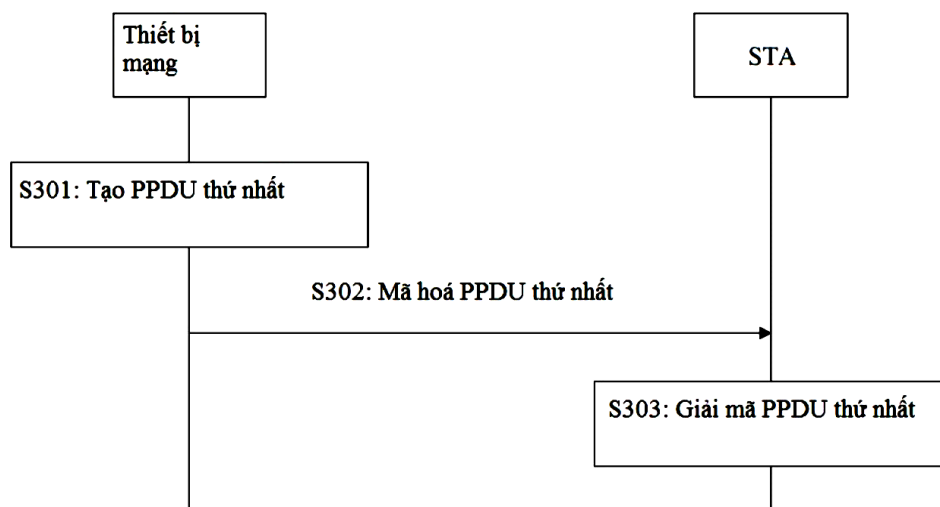 Thiết bị
mạng
STA
S301: Tạo PPDU thứ nhất
S302: Mã hoá PPDU thứ nhất
S303: Giải mã PPDU thứ nhất